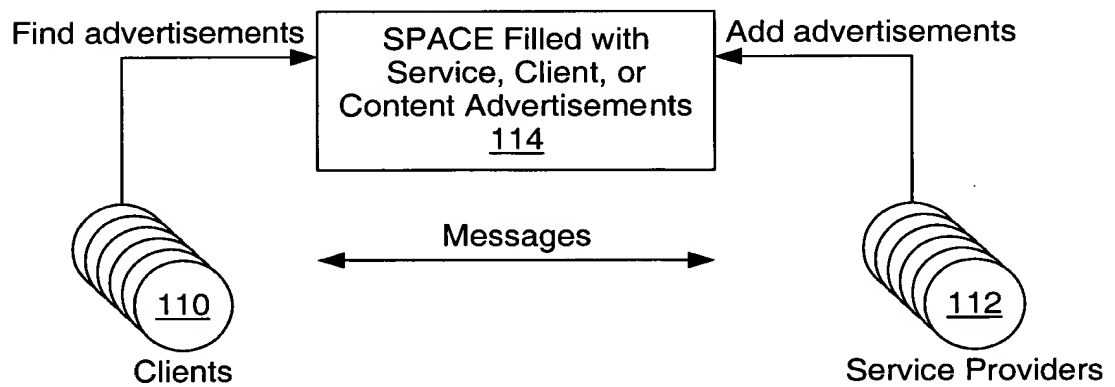 Find advertisements
SPACE Filled with
Service, Client, or
Content Advertisements
114
Add advertisements
Messages
110
Clients
112
Service Providers